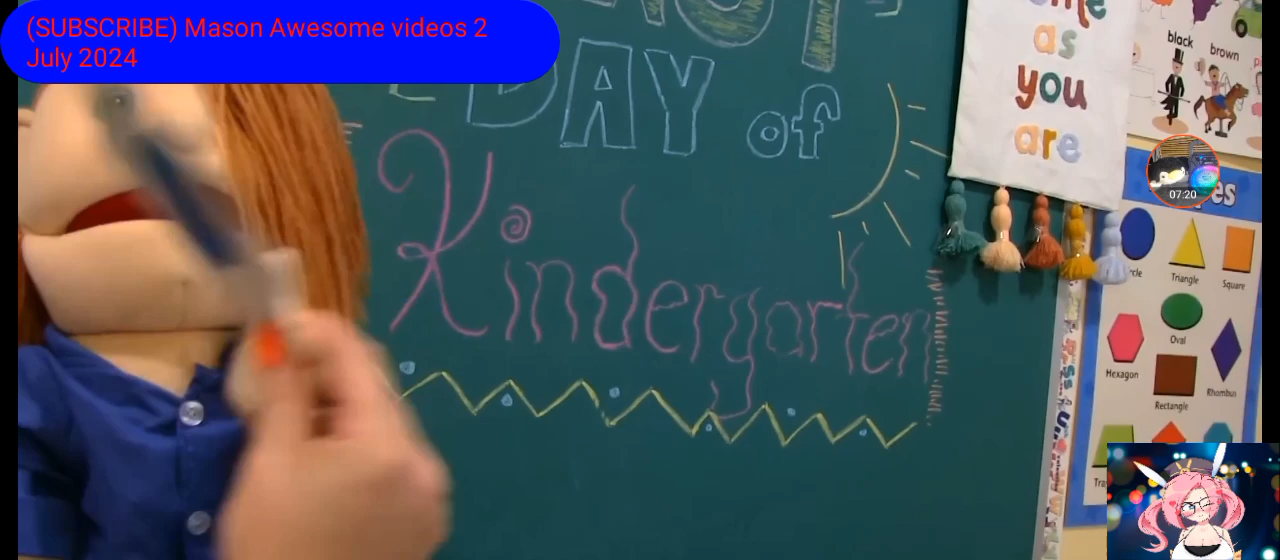 (SUBSCRIBE) Mason Awesome videos 2
July 2024
DAY of
Kindergarten
as
you
are
black
brown
07:20
Triangle
Square
Oval
Hexagon
Rectangle
Rhombus